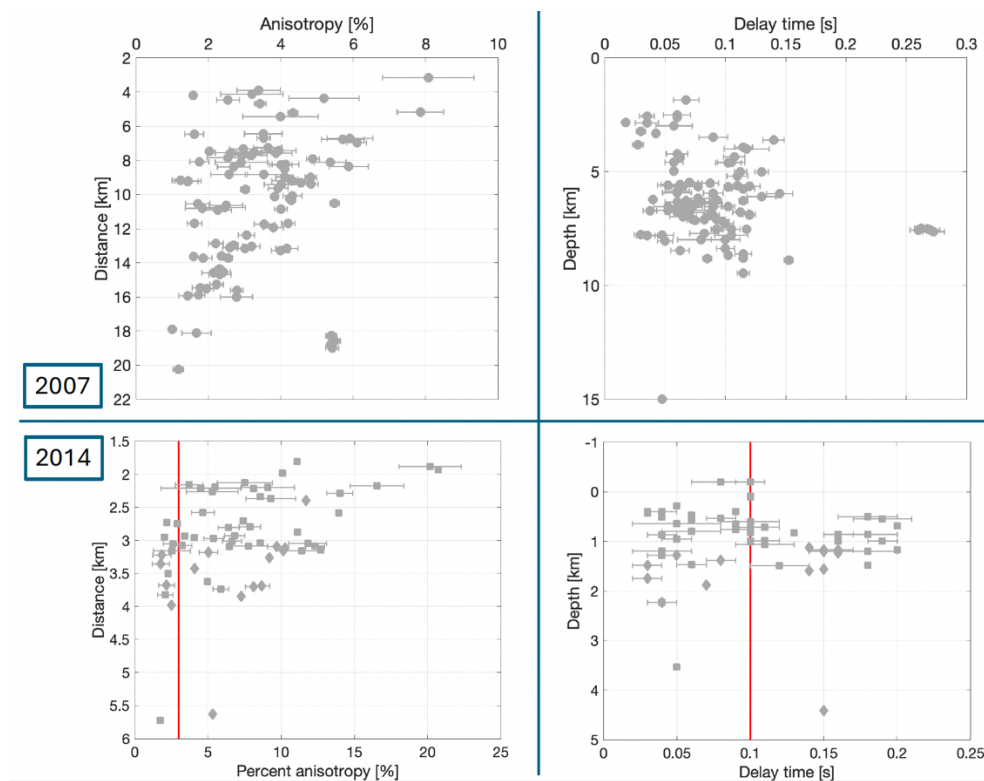 Anisotropy [%]
0 2 4 6 8 10
2
4
6
8
10
12
14
16
18
20
22
Distance [km]
2007
Delay time [s]
0 0.05 0.1 0.15 0.2 0.25 0.3
0
5
10
15
Depth [km]
2014
1.5
2
2.5
3
3.5
4
4.5
5
5.5
6
Distance [km]
0 5 10 15 20 25
Percent anisotropy [%]
-1
0
1
2
3
4
5
Depth [km]
0 0.05 0.1 0.15 0.2 0.25
Delay time [s]